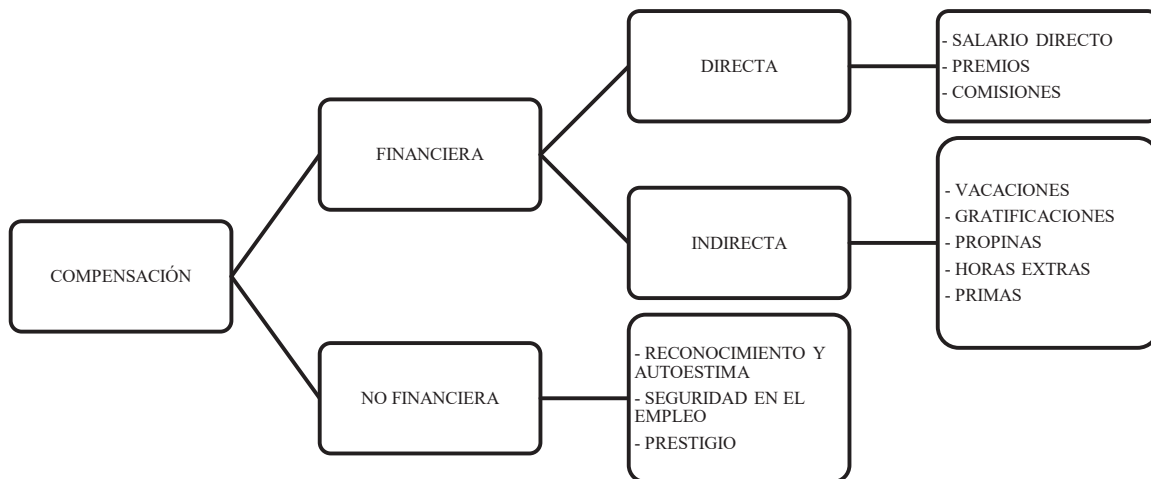 COMPENSACIÓN
FINANCIERA
DIRECTA
- SALARIO DIRECTO
- PREMIOS
- COMISIONES
INDIRECTA
- VACACIONES
- GRATIFICACIONES
- PROPINAS
- HORAS EXTRAS
- PRIMAS
NO FINANCIERA
- RECONOCIMIENTO Y
AUTOESTIMA
- SEGURIDAD EN EL
EMPLEO
- PRESTIGIO